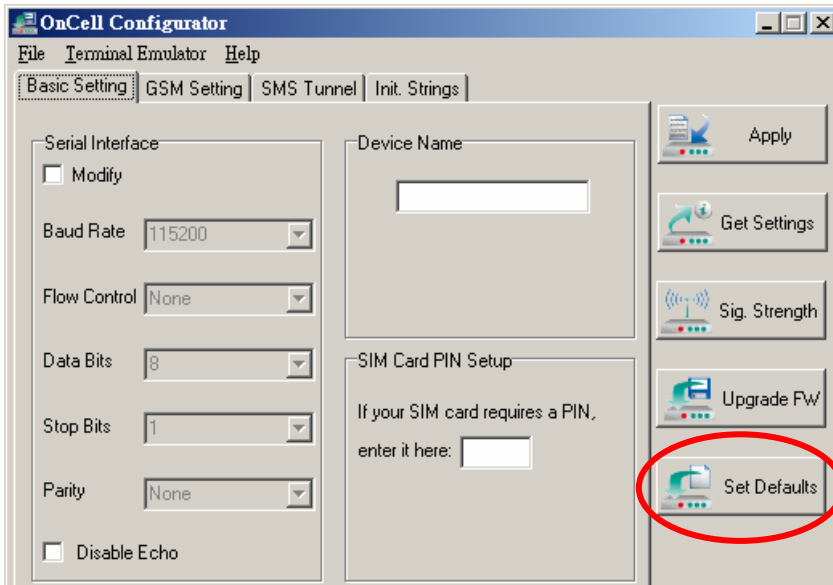 OnCell Configurator
File Terminal Emulator Help
Basic Setting GSM Setting SMS Tunnel Init. Strings
Serial Interface
Modify
Baud Rate 115200
Flow Control None
Data Bits 8
Stop Bits 1
Parity None
Disable Echo
Device Name
SIM Card PIN Setup
If your SIM card requires a PIN,
enter it here:
Apply
Get Settings
Sig. Strength
Upgrade FW
Set Defaults